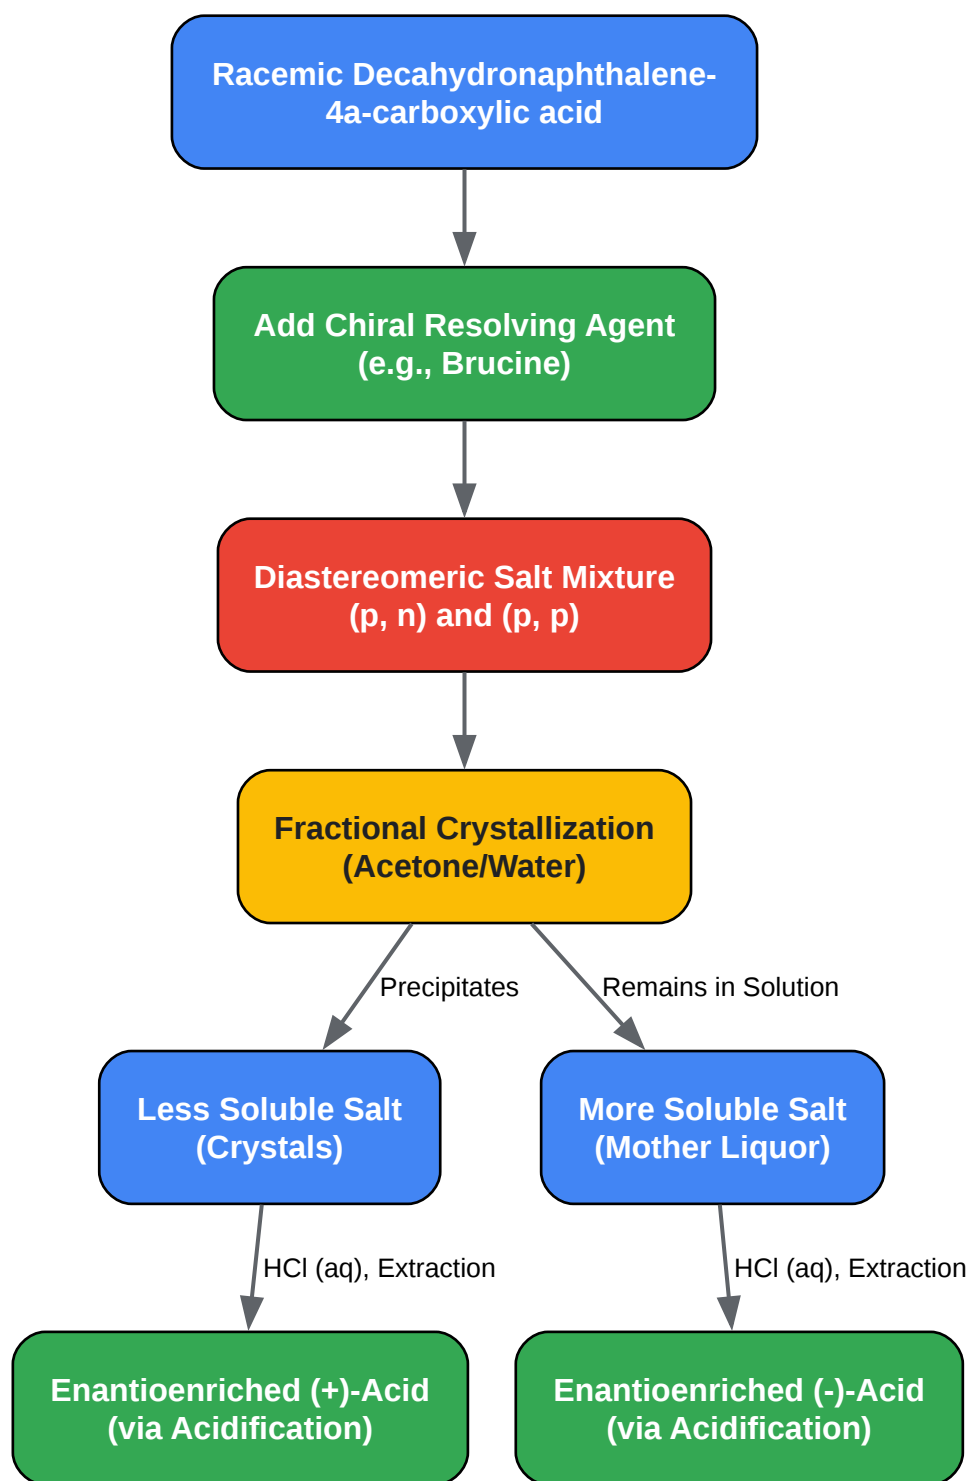 Racemic Decahydronaphthalene-
4a-carboxylic acid
Add Chiral Resolving Agent
(e.g., Brucine)
Diastereomeric Salt Mixture
(p, n) and (p, p)
Fractional Crystallization
(Acetone/Water)
Precipitates
Remains in Solution
Less Soluble Salt
(Crystals)
More Soluble Salt
(Mother Liquor)
HCl (aq), Extraction
HCl (aq), Extraction
Enantioenriched (+)-Acid
(via Acidification)
Enantioenriched (-)-Acid
(via Acidification)